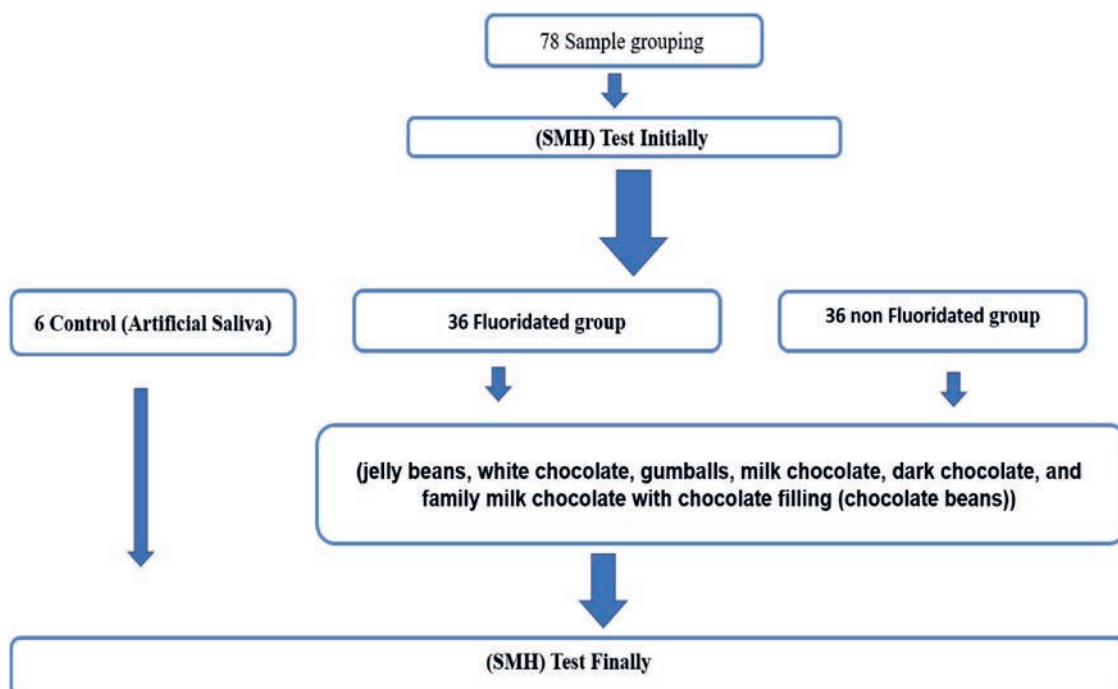 78 Sample grouping
(SMH) Test Initially
6 Control (Artificial Saliva)
36 Fluoridated group
36 non Fluoridated group
(jelly beans, white chocolate, gumballs, milk chocolate, dark chocolate, and
family milk chocolate with chocolate filling (chocolate beans))
(SMH) Test Finally